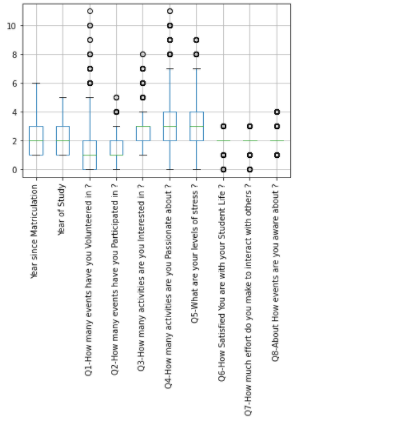 10
8
6
4
2
0
Year since Matriculation
Year of Study
Q1-How many events have you Volunteered in ?
Q2-How many events have you Participated in ?
Q3-How many activities are you Interested in ?
Q4-How many activities are you Passionate about ?
Q5-What are your levels of stress ?
Q6-How Satisfied You are with your Student Life ?
Q7-How much effort do you make to interact with others ?
Q8-About How events are you aware about ?